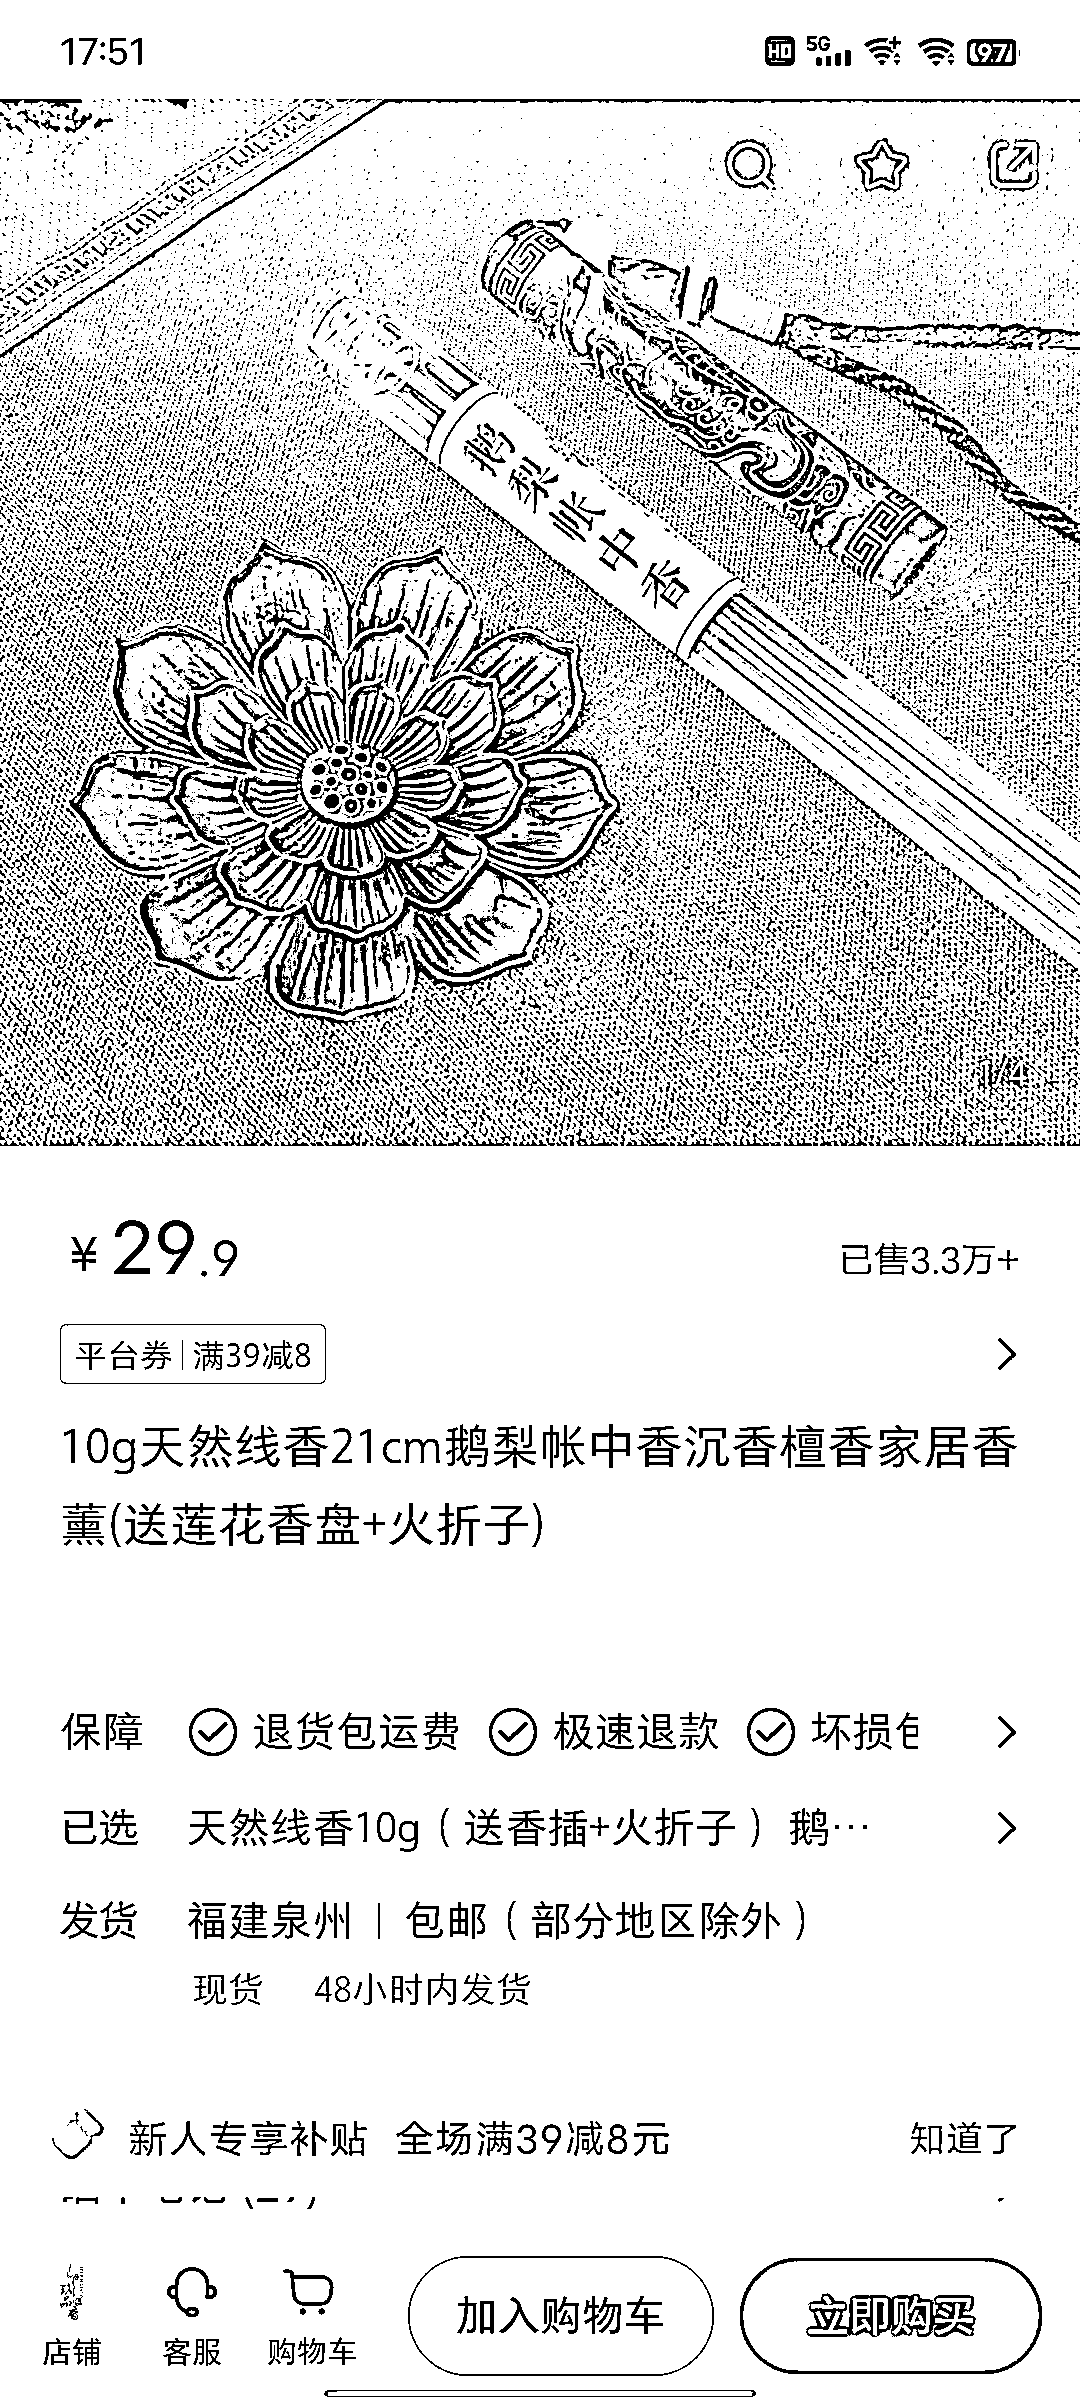 17:51
HD 5G 97
鹅梨帐中香
1/4
¥29.9
已售3.3万+
平台券 满39减8
10g天然线香21cm鹅梨帐中香沉香檀香家居香
薰(送莲花香盘+火折子)
保障 退货包运费 极速退款 坏损包
已选 天然线香10g（送香插+火折子）鹅…
发货 福建泉州 | 包邮（部分地区除外）
现货 48小时内发货
新人专享补贴 全场满39减8元 知道了
店铺 客服 购物车 加入购物车 立即购买